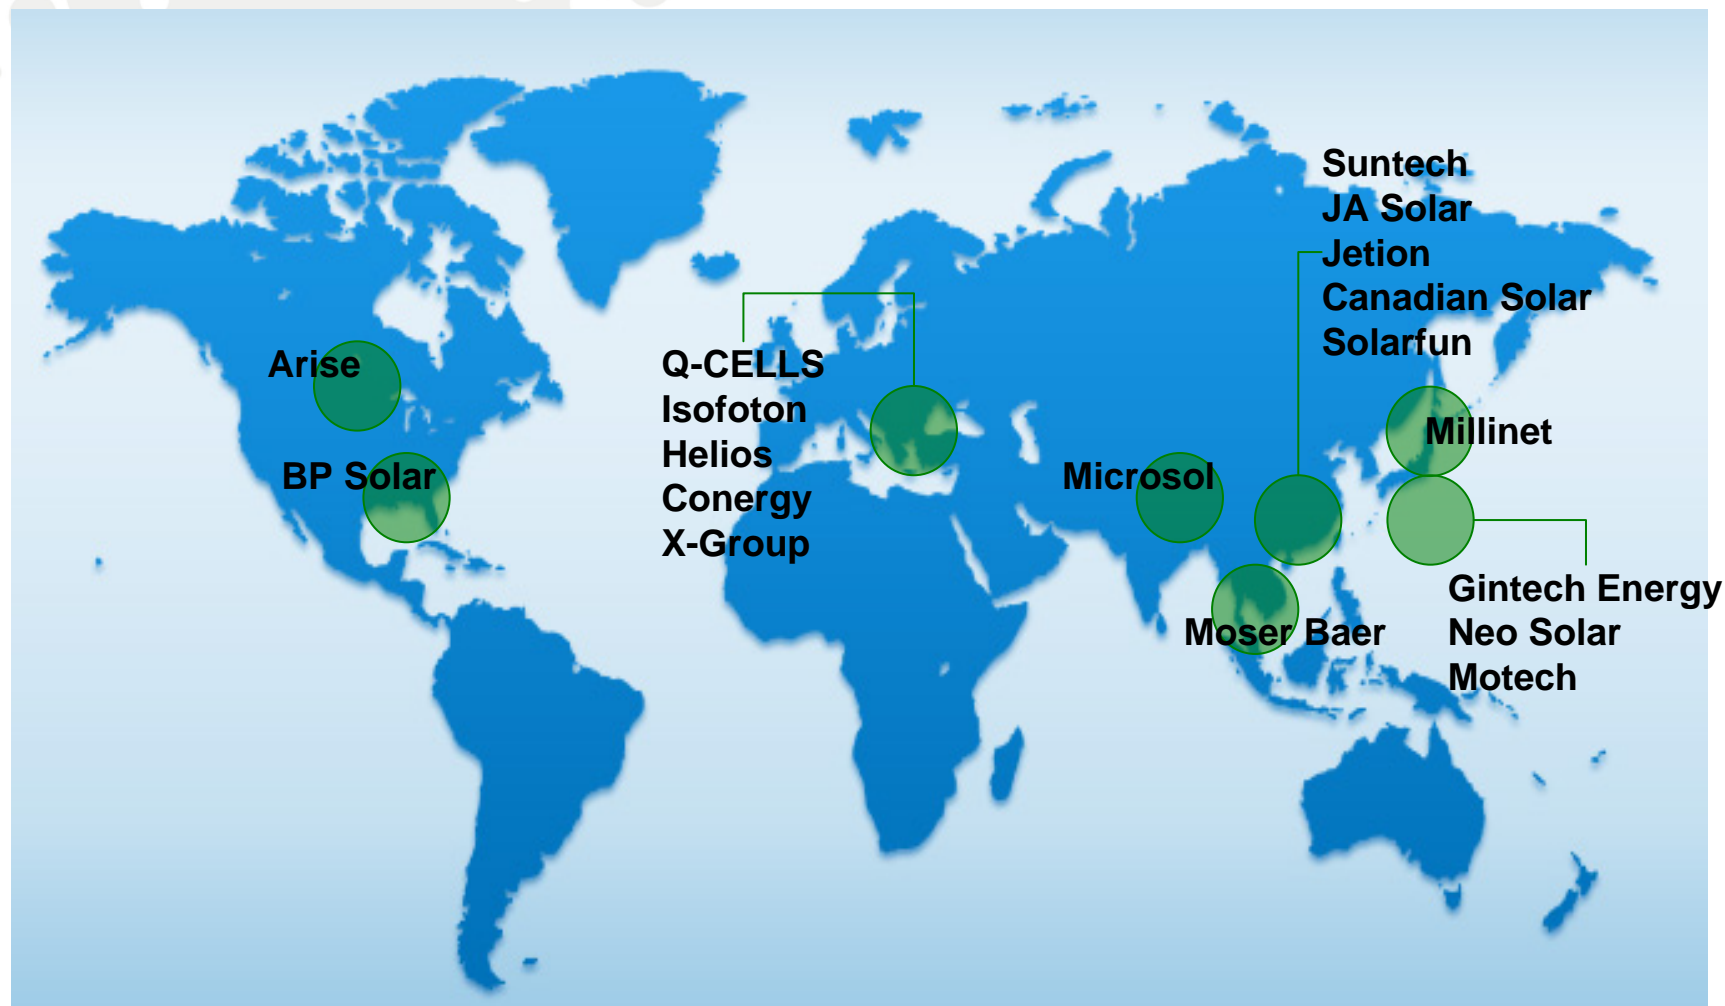 Suntech
JA Solar
Jetion
Canadian Solar
Solarfun
Arise
Q-CELLS
Isofoton
Helios
Conergy
X-Group
BP Solar
Microsol
Millinet
Moser Baer
Gintech Energy
Neo Solar
Motech